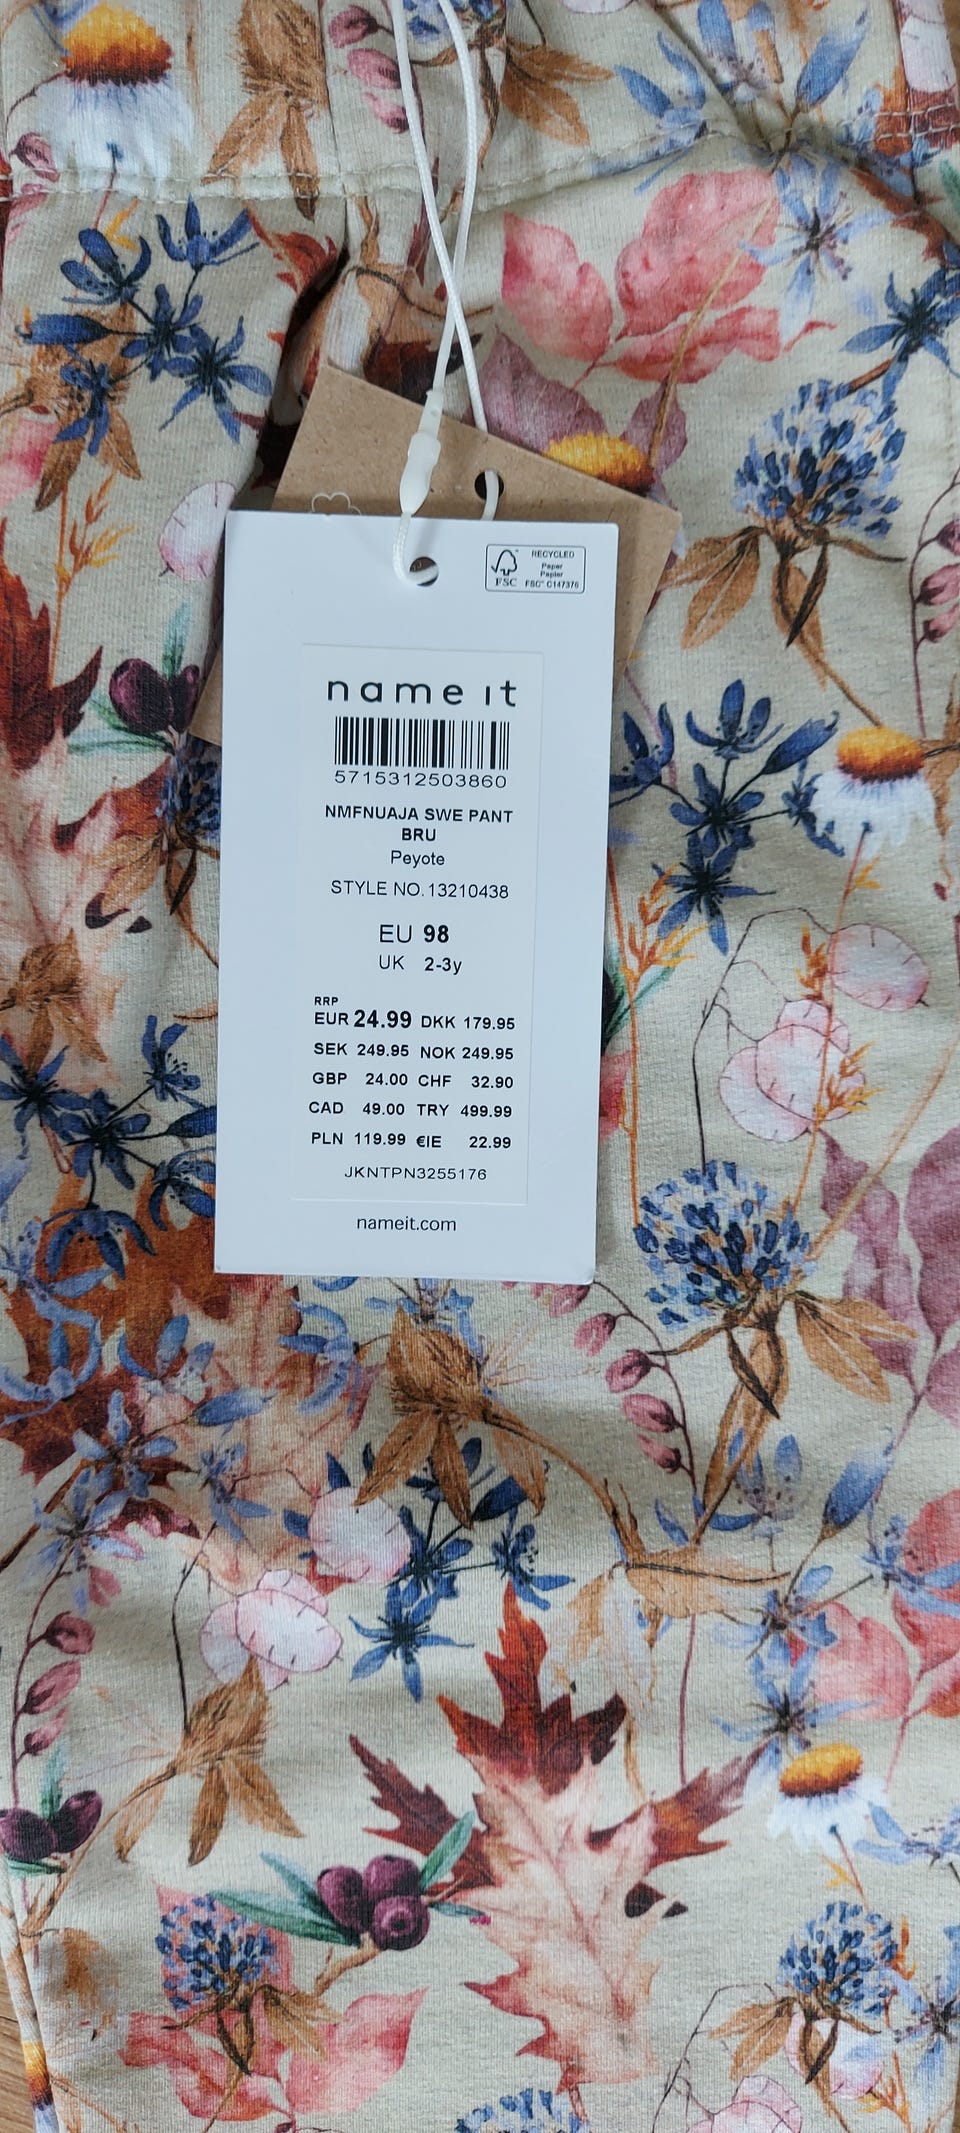 RECYCLED
Paper
Papier
FSC
FSC™ C147376
name it
5715312503860
NMFNUAJA SWE PANT
BRU
Peyote
STYLE NO. 13210438
EU 98
UK 2-3y
RRP
EUR 24.99 DKK 179.95
SEK 249.95 NOK 249.95
GBP 24.00 CHF 32.90
CAD 49.00 TRY 499.99
PLN 119.99 €IE 22.99
JKNTPN3255176
nameit.com